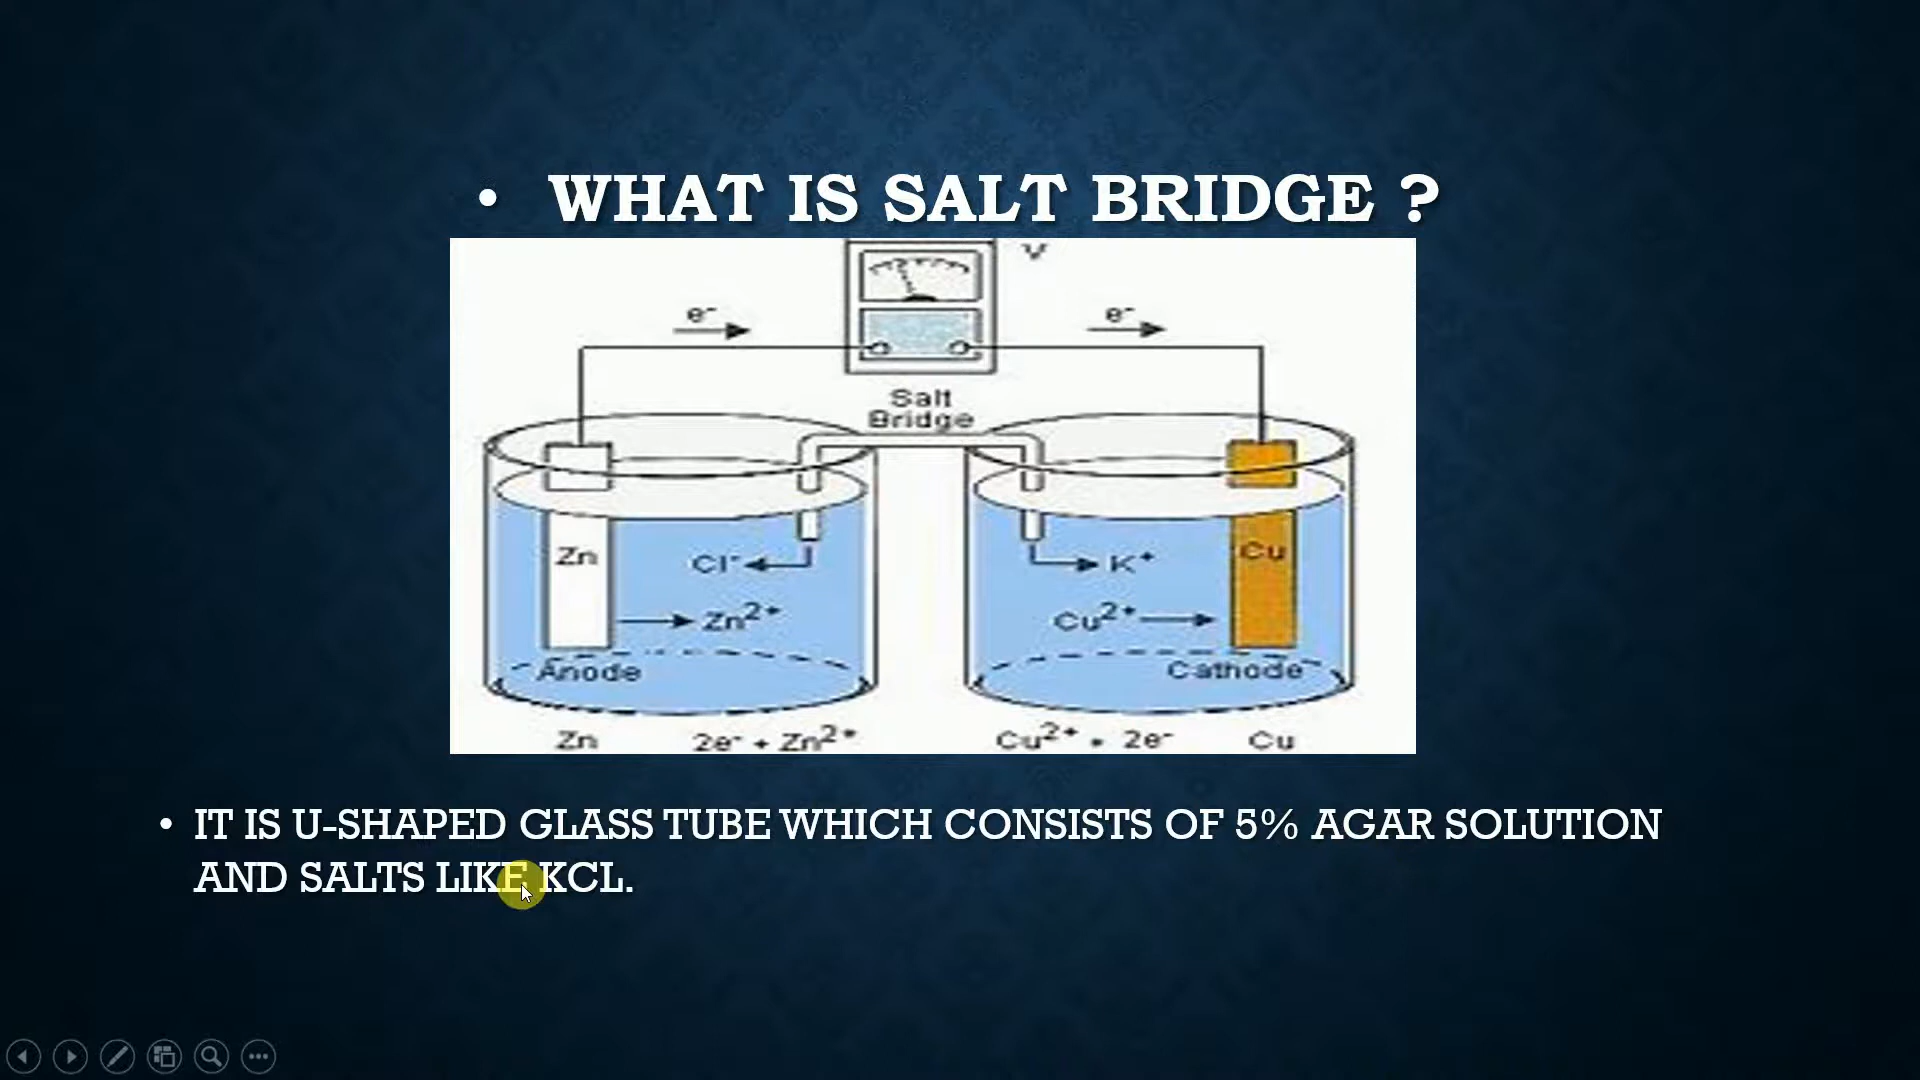 • WHAT IS SALT BRIDGE ?
V
e⁻ e⁻
Salt
Bridge
Zn Cu
Cl⁻ K⁺
Zn²⁺ Cu²⁺
Anode Cathode
Zn 2e⁻ + Zn²⁺ Cu²⁺ + 2e⁻ Cu
• IT IS U-SHAPED GLASS TUBE WHICH CONSISTS OF 5% AGAR SOLUTION
AND SALTS LIKE KCL.